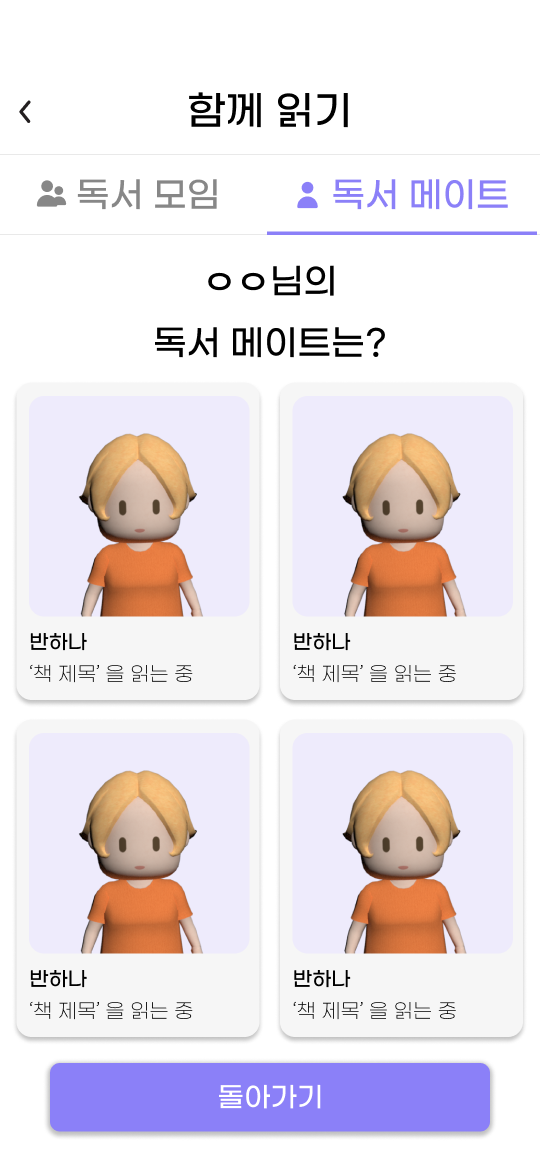 함께 읽기
독서 모임
독서 메이트
ㅇㅇ님의
독서 메이트는?
반하나
‘책 제목’ 을 읽는 중
반하나
‘책 제목’ 을 읽는 중
반하나
‘책 제목’ 을 읽는 중
반하나
‘책 제목’ 을 읽는 중
돌아가기